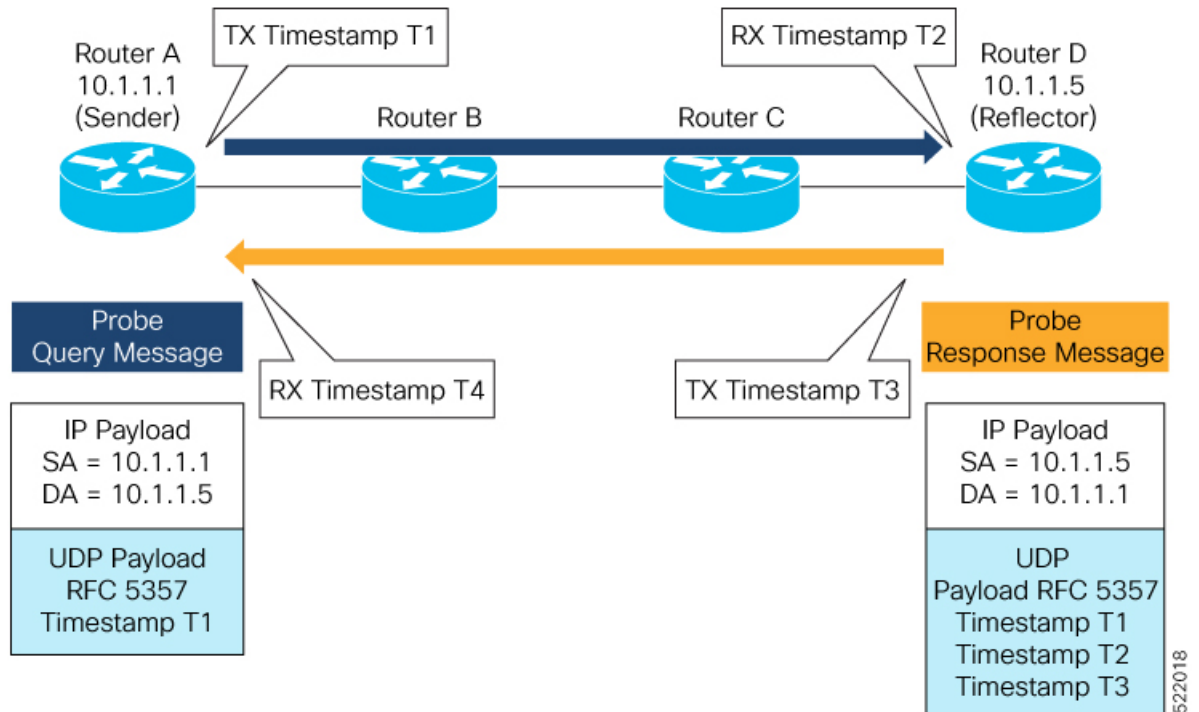 TX Timestamp T1
RX Timestamp T2
Router A
10.1.1.1
(Sender)
Router B
Router C
Router D
10.1.1.5
(Reflector)
Probe
Query Message
RX Timestamp T4
TX Timestamp T3
Probe
Response Message
IP Payload
SA = 10.1.1.1
DA = 10.1.1.5
UDP Payload
RFC 5357
Timestamp T1
IP Payload
SA = 10.1.1.5
DA = 10.1.1.1
UDP
Payload RFC 5357
Timestamp T1
Timestamp T2
Timestamp T3
522018